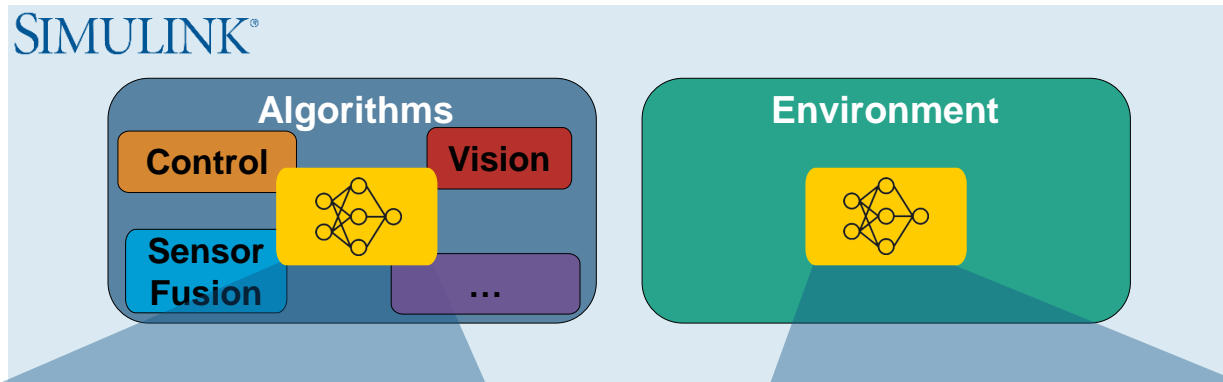 SIMULINK®
Algorithms
Control
Vision
Sensor
Fusion
...
Environment